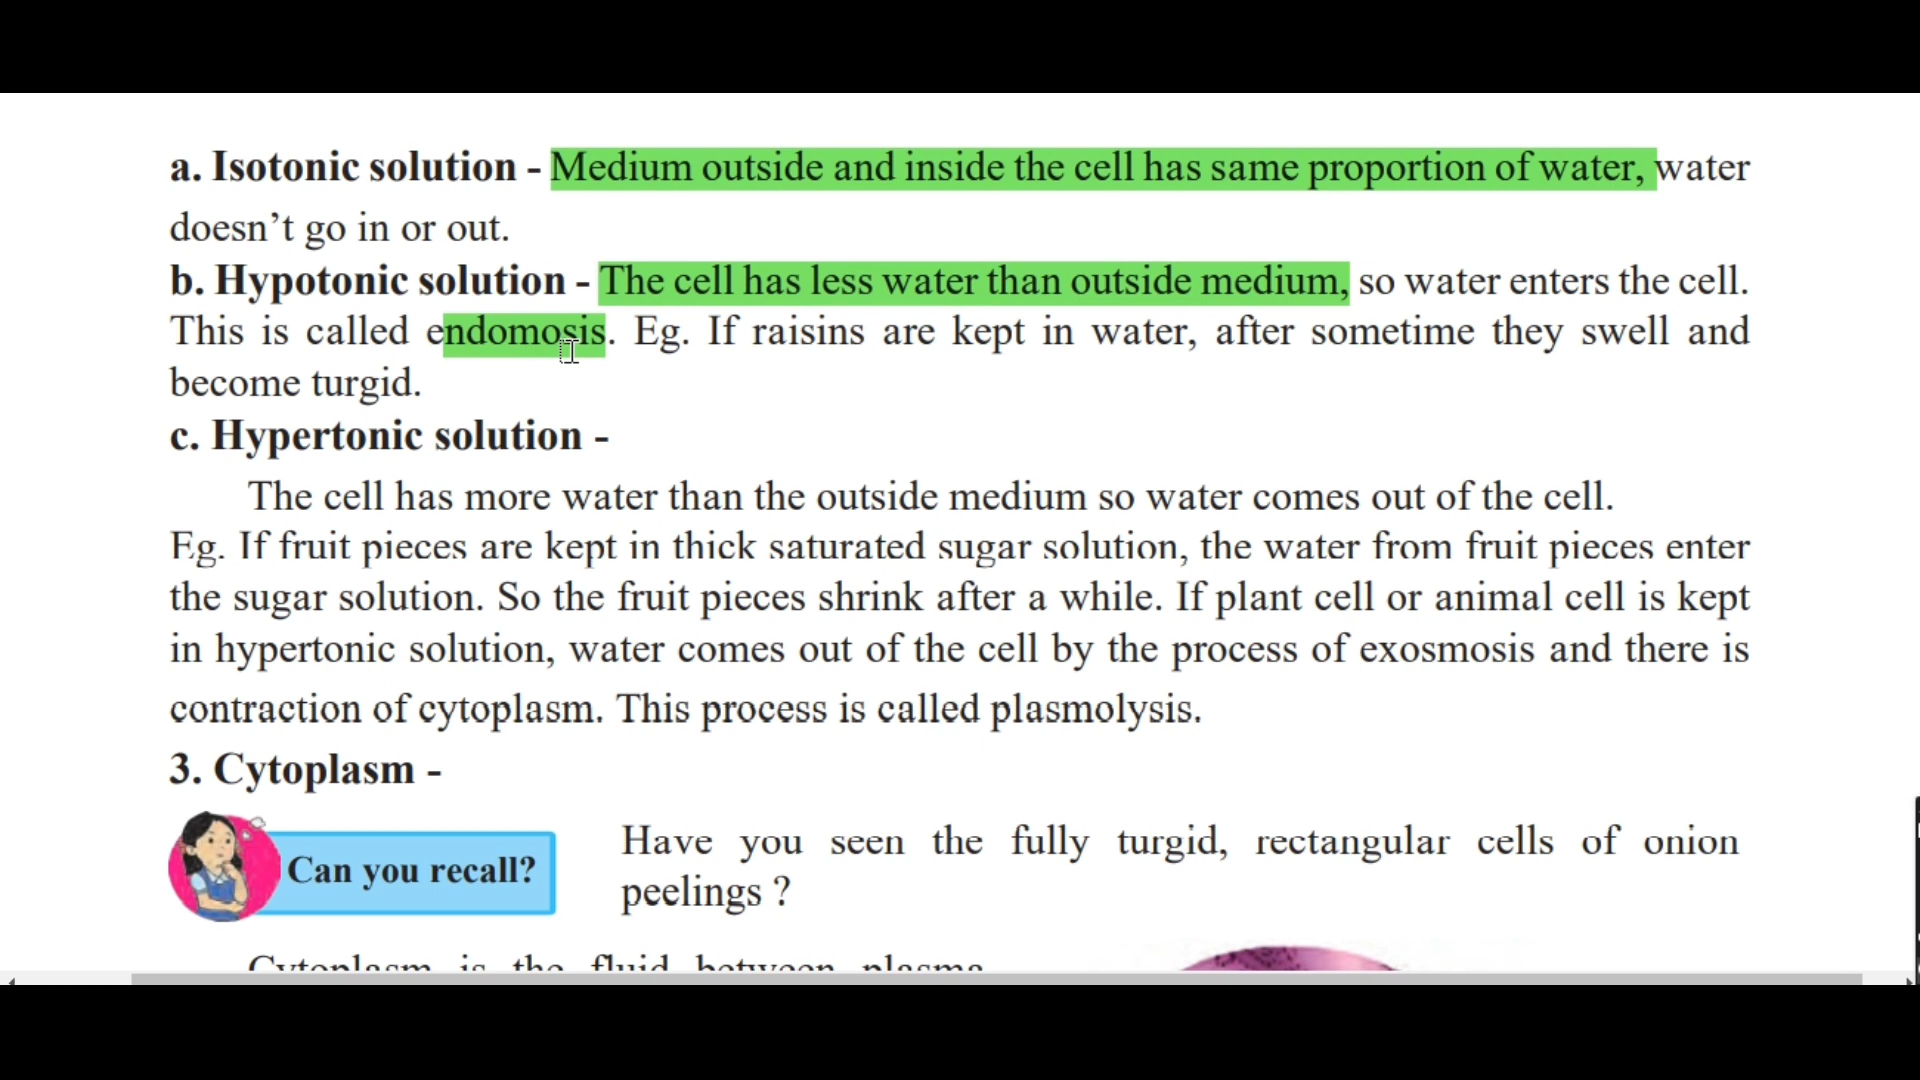 a. Isotonic solution - Medium outside and inside the cell has same proportion of water, water
doesn’t go in or out.
b. Hypotonic solution - The cell has less water than outside medium, so water enters the cell.
This is called endomosis. Eg. If raisins are kept in water, after sometime they swell and
become turgid.
c. Hypertonic solution -
The cell has more water than the outside medium so water comes out of the cell.
Eg. If fruit pieces are kept in thick saturated sugar solution, the water from fruit pieces enter
the sugar solution. So the fruit pieces shrink after a while. If plant cell or animal cell is kept
in hypertonic solution, water comes out of the cell by the process of exosmosis and there is
contraction of cytoplasm. This process is called plasmolysis.
3. Cytoplasm -
Can you recall?
Have you seen the fully turgid, rectangular cells of onion
peelings ?
Cytoplasm is the fluid between plasma